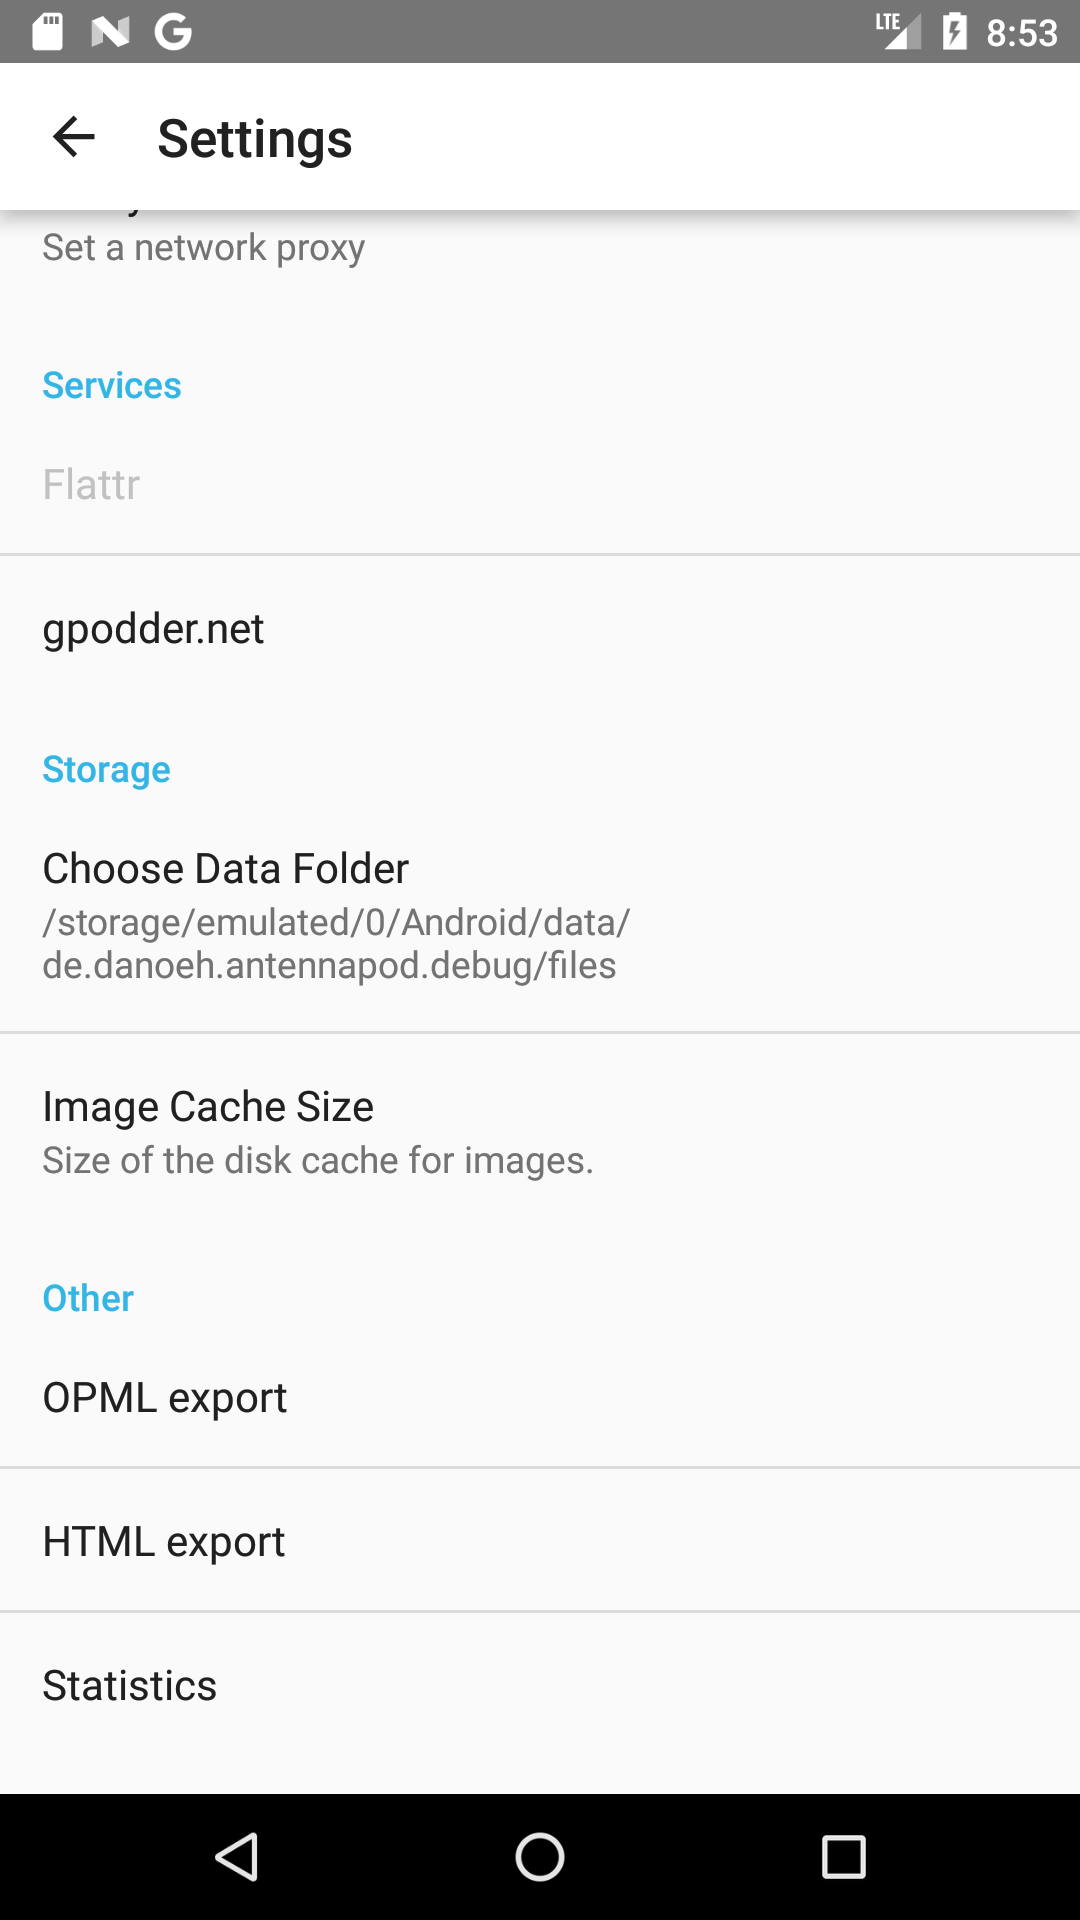 LTE 8:53
Settings
Set a network proxy
Services
Flattr
gpodder.net
Storage
Choose Data Folder
/storage/emulated/0/Android/data/
de.danoeh.antennapod.debug/files
Image Cache Size
Size of the disk cache for images.
Other
OPML export
HTML export
Statistics